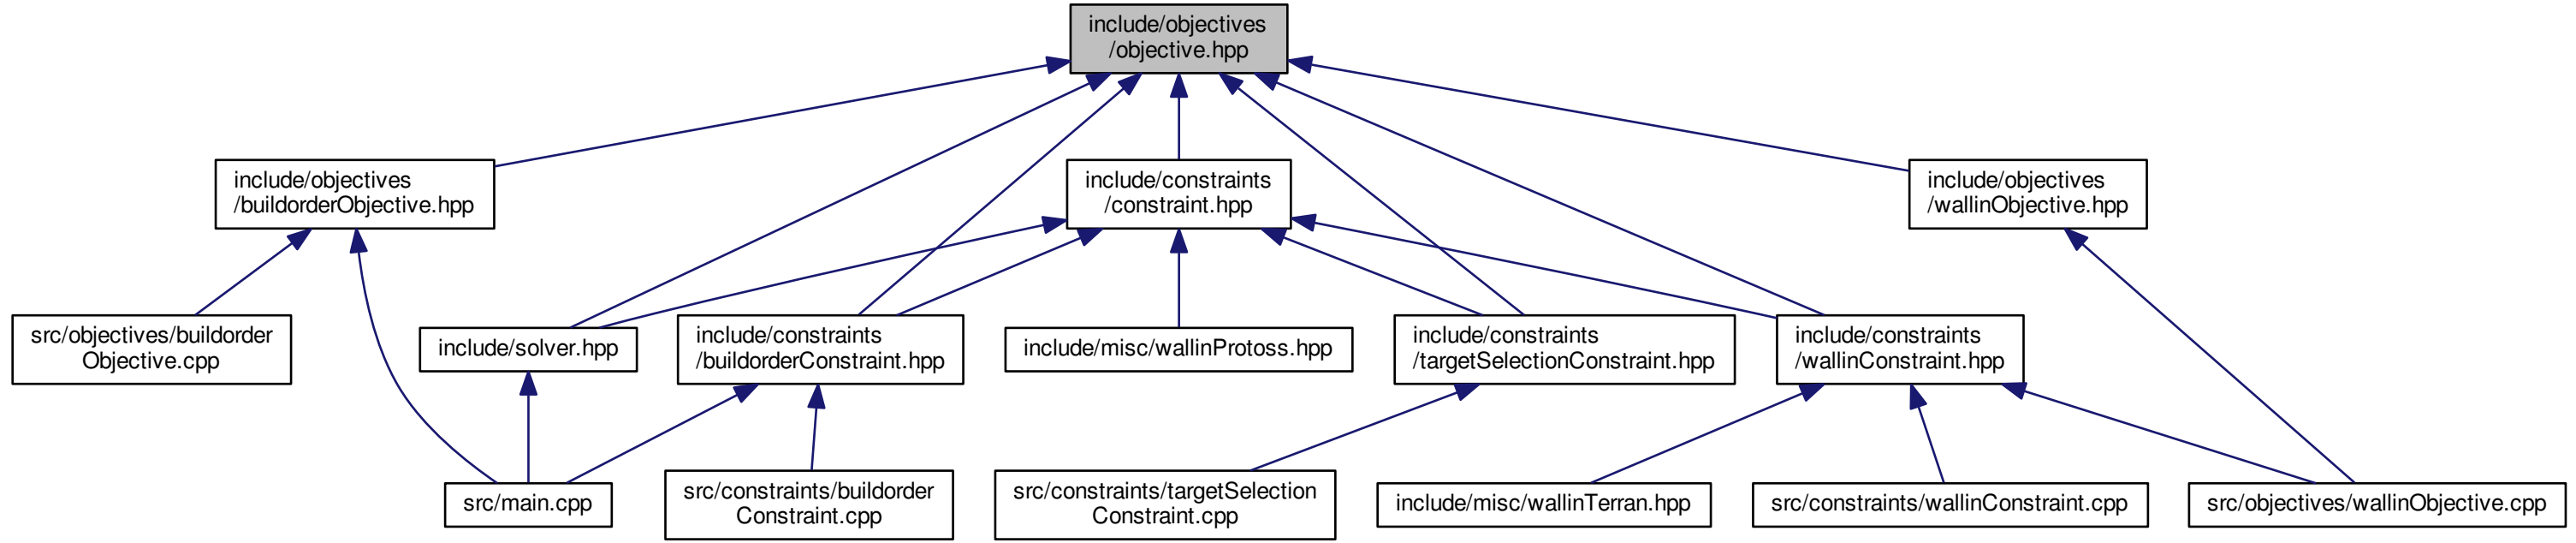 include/objectives
/objective.hpp
include/objectives
/buildorderObjective.hpp
include/constraints
/constraint.hpp
include/objectives
/wallinObjective.hpp
src/objectives/buildorder
Objective.cpp
include/solver.hpp
include/constraints
/buildorderConstraint.hpp
include/misc/wallinProtoss.hpp
include/constraints
/targetSelectionConstraint.hpp
include/constraints
/wallinConstraint.hpp
src/main.cpp
src/constraints/buildorder
Constraint.cpp
src/constraints/targetSelection
Constraint.cpp
include/misc/wallinTerran.hpp
src/constraints/wallinConstraint.cpp
src/objectives/wallinObjective.cpp